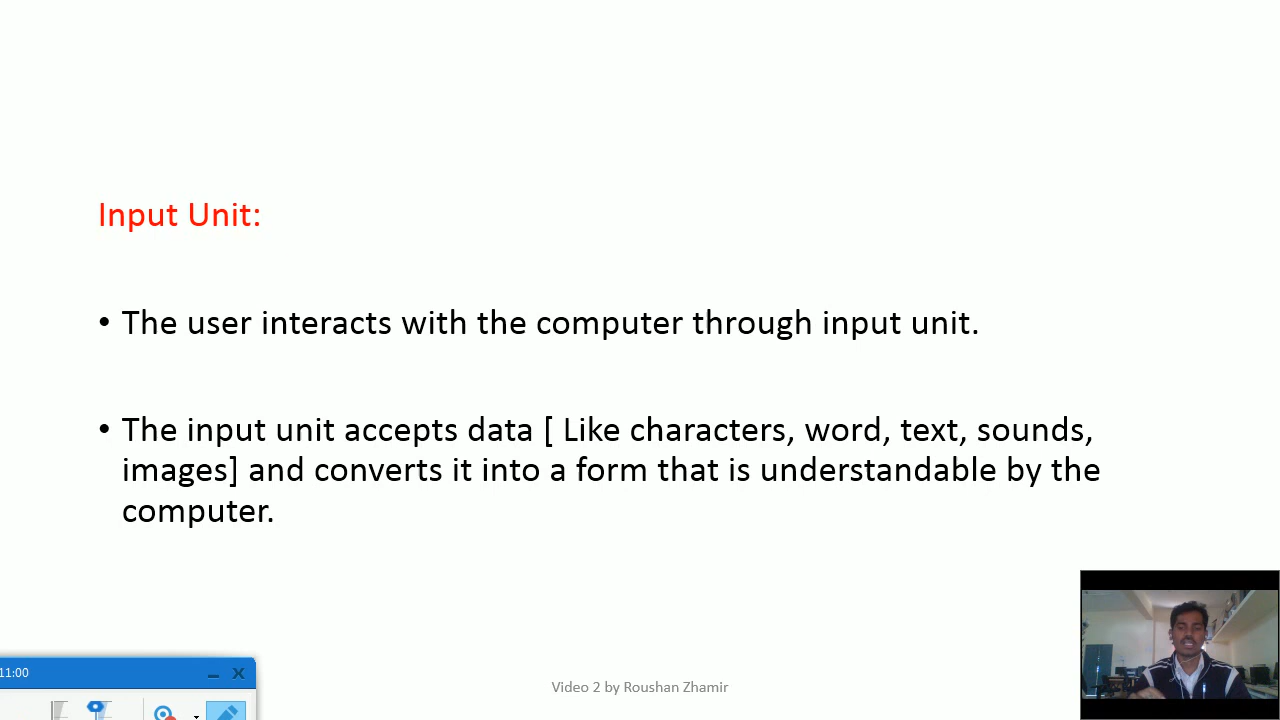 Input Unit:
• The user interacts with the computer through input unit.
• The input unit accepts data [ Like characters, word, text, sounds,
images] and converts it into a form that is understandable by the
computer.
11:00
Video 2 by Roushan Zhamir